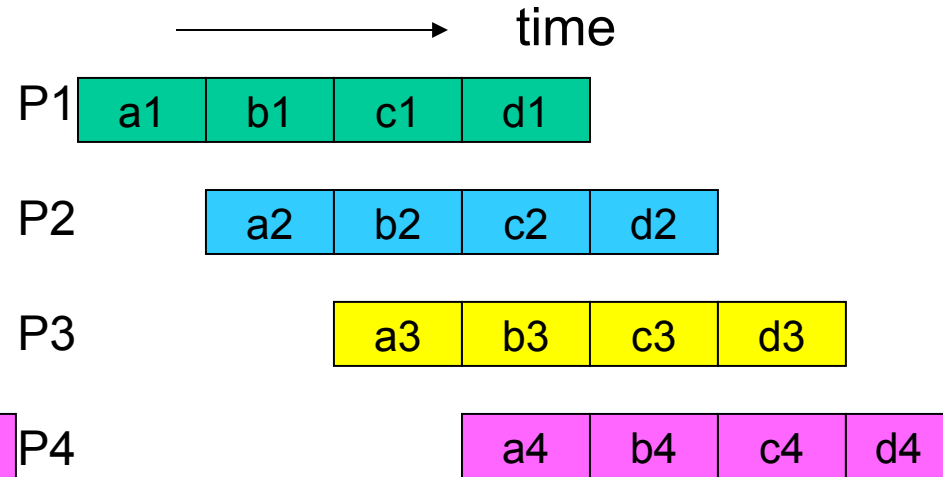 time
P1 a1 b1 c1 d1
P2 a2 b2 c2 d2
P3 a3 b3 c3 d3
P4 a4 b4 c4 d4